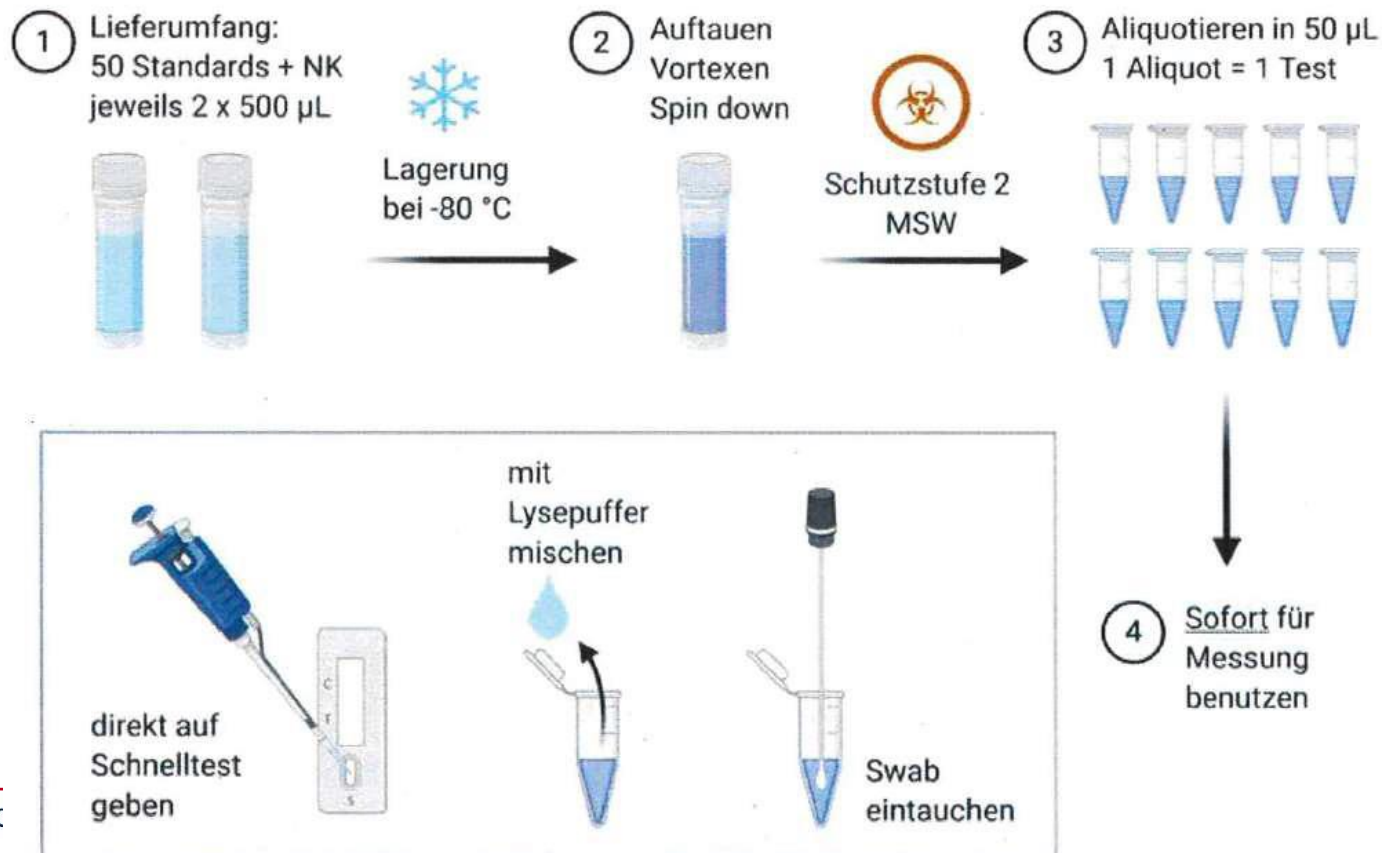 1
Lieferumfang:
50 Standards + NK
jeweils 2 x 500 µL
Lagerung
bei -80 °C
2
Auftauen
Vortexen
Spin down
Schutzstufe 2
MSW
3
Aliquotieren in 50 µL
1 Aliquot = 1 Test
4
Sofort für
Messung
benutzen
direkt auf
Schnelltest
geben
C
T
S
mit
Lysepuffer
mischen
Swab
eintauchen